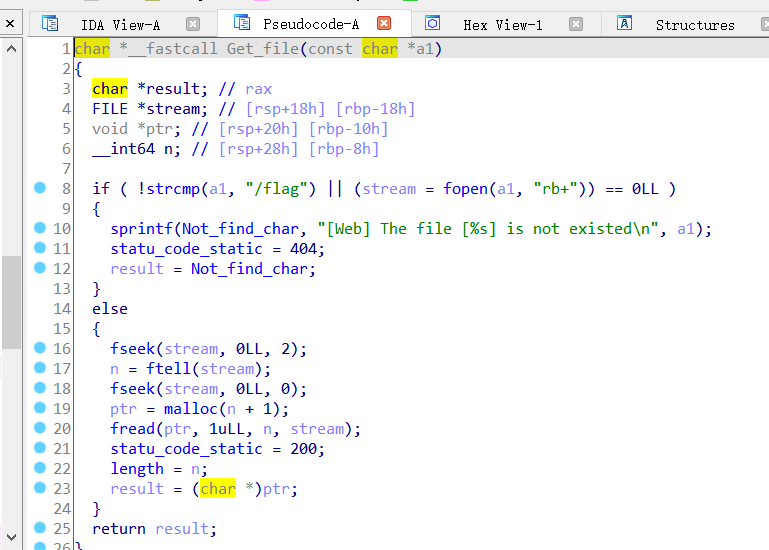 IDA View-A Pseudocode-A Hex View-1 Structures
1 char *__fastcall Get_file(const char *a1)
2 {
3 char *result; // rax
4 FILE *stream; // [rsp+18h] [rbp-18h]
5 void *ptr; // [rsp+20h] [rbp-10h]
6 __int64 n; // [rsp+28h] [rbp-8h]
7
8 if ( !strcmp(a1, "/flag") || (stream = fopen(a1, "rb+")) == 0LL )
9 {
10 sprintf(Not_find_char, "[Web] The file [%s] is not existed\n", a1);
11 statu_code_static = 404;
12 result = Not_find_char;
13 }
14 else
15 {
16 fseek(stream, 0LL, 2);
17 n = ftell(stream);
18 fseek(stream, 0LL, 0);
19 ptr = malloc(n + 1);
20 fread(ptr, 1uLL, n, stream);
21 statu_code_static = 200;
22 length = n;
23 result = (char *)ptr;
24 }
25 return result;
26 }